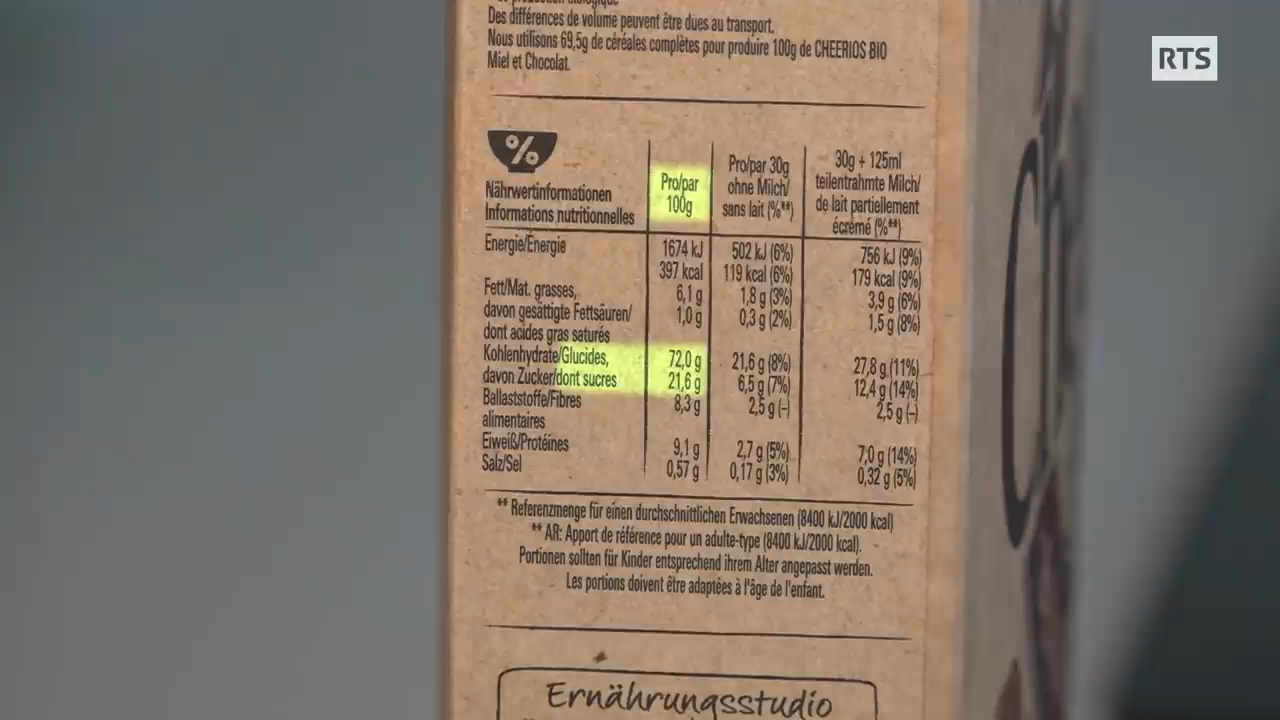 Des différences de volume peuvent être dues au transport.
Nous utilisons 69,5g de céréales complètes pour produire 100g de CHEERIOS BIO
Miel et Chocolat.
RTS
%
Nährwertinformationen
Informations nutritionnelles
Pro/par
100g
Pro/par 30g
ohne Milch/
sans lait (%**)
30g + 125ml
teilentrahmte Milch/
de lait partiellement
écrémé (%**)
Energie/Énergie 1674 kJ 502 kJ (6%) 756 kJ (9%)
397 kcal 119 kcal (6%) 179 kcal (9%)
Fett/Mat. grasses, 6,1 g 1,8 g (3%) 3,9 g (6%)
davon gesättigte Fettsäuren/ 1,0 g 0,3 g (2%) 1,5 g (8%)
dont acides gras saturés
Kohlenhydrate/Glucides, 72,0 g 21,6 g (8%) 27,8 g (11%)
davon Zucker/dont sucres 21,6 g 6,5 g (7%) 12,4 g (14%)
Ballaststoffe/Fibres 8,3 g 2,5 g (-) 2,5 g (-)
alimentaires
Eiweiß/Protéines 9,1 g 2,7 g (5%) 7,0 g (14%)
Salz/Sel 0,57 g 0,17 g (3%) 0,32 g (5%)
** Referenzmenge für einen durchschnittlichen Erwachsenen (8400 kJ/2000 kcal)
** AR: Apport de référence pour un adulte-type (8400 kJ/2000 kcal).
Portionen sollten für Kinder entsprechend ihrem Alter angepasst werden.
Les portions doivent être adaptées à l'âge de l'enfant.
Ernährungsstudio